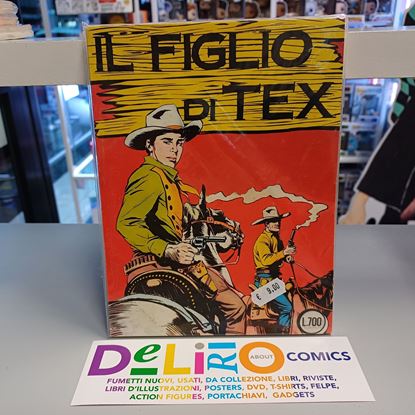 IL FIGLIO
DI TEX
€ 9,00
L.700
DeLiRIO ABOUT COMICS
FUMETTI NUOVI, USATI, DA COLLEZIONE, LIBRI, RIVISTE,
LIBRI D'ILLUSTRAZIONI, POSTERS, DVD, T-SHIRTS, FELPE,
ACTION FIGURES, PORTACHIAVI, GADGETS